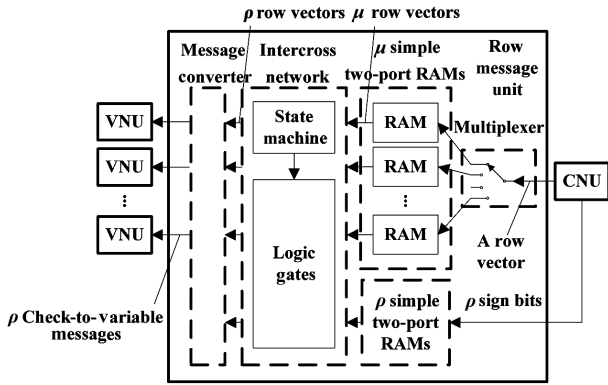 ρ row vectors μ row vectors
Message converter
Intercross network
μ simple two-port RAMs
Row message unit
VNU
VNU
...
VNU
State machine
Logic gates
RAM
RAM
...
RAM
Multiplexer
CNU
A row vector
ρ simple two-port RAMs
ρ sign bits
ρ Check-to-variable messages